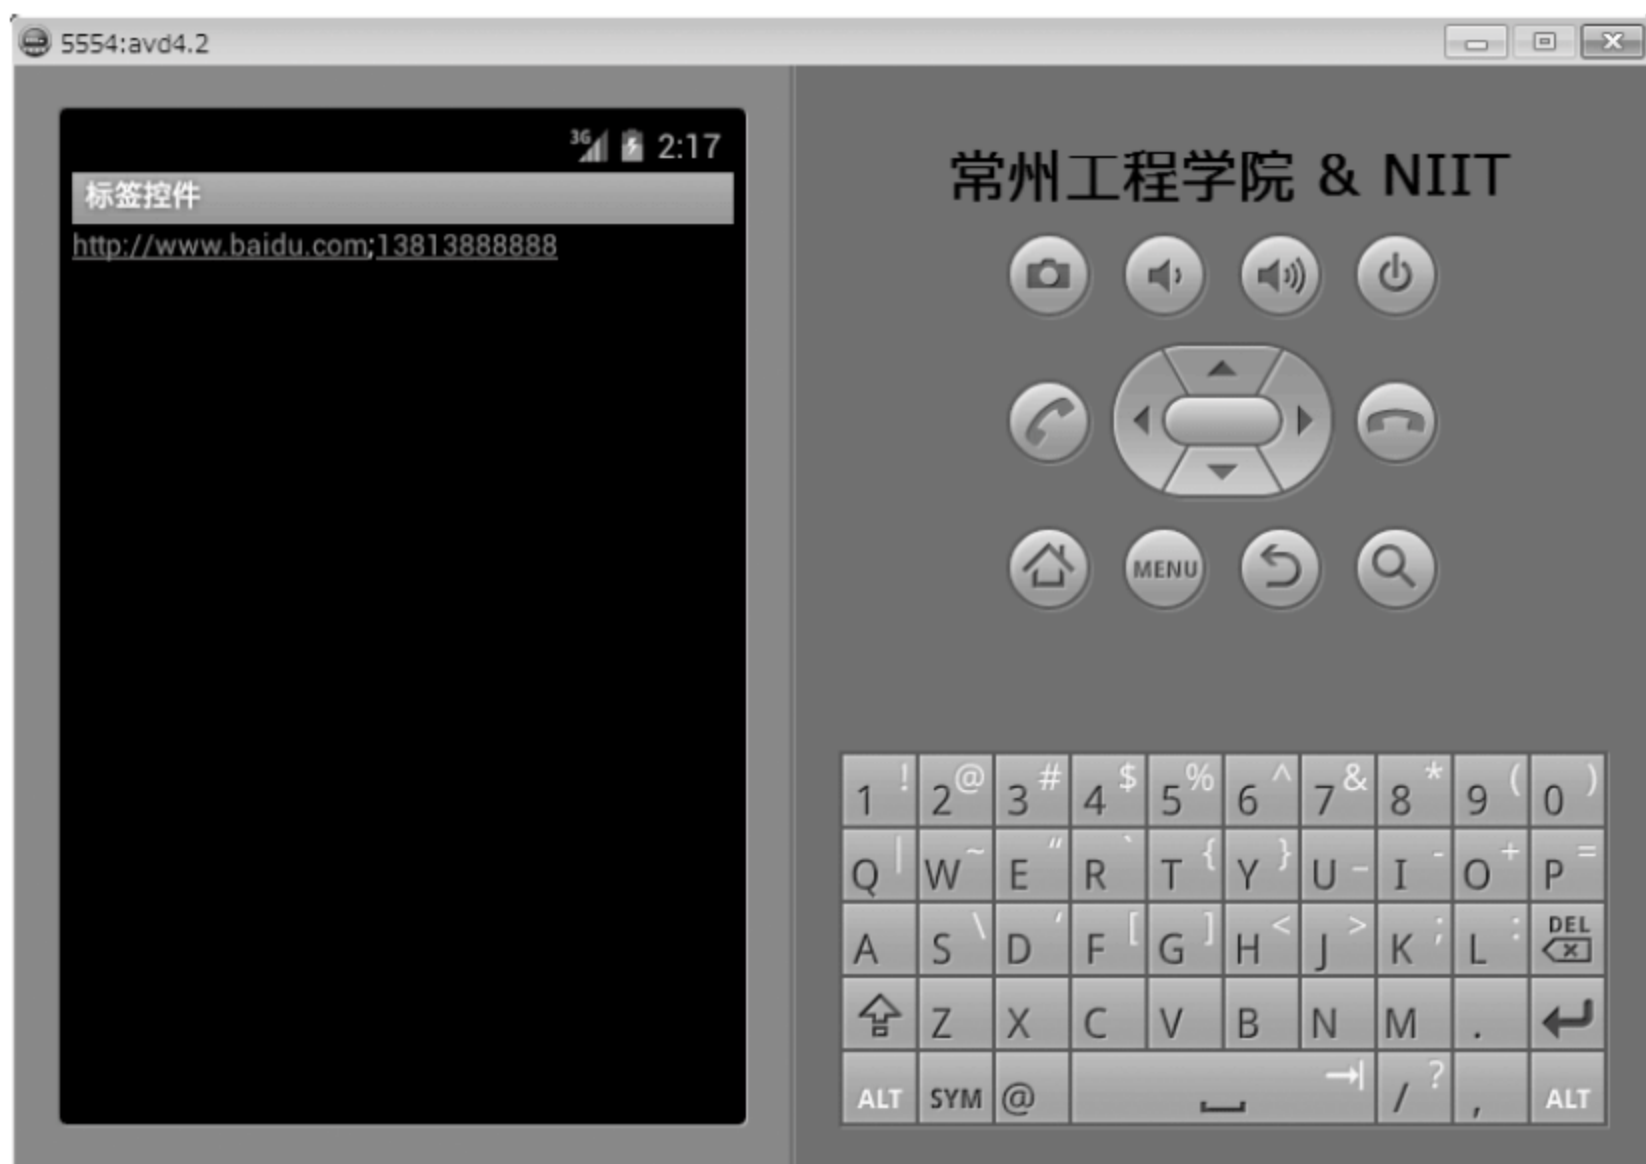 5554:avd4.2
3G 2:17
标签控件
http://www.baidu.com;13813888888
常州工程学院 & NIIT
MENU
1 ! 2 @ 3 # 4 $ 5 % 6 ^ 7 & 8 * 9 ( 0 )
Q | W ~ E “ R ` T { Y } U _ I - O + P =
A S \ D ‘ F [ G ] H < J > K ; L : DEL
Z X C V B N M .
ALT SYM @ / ? , ALT